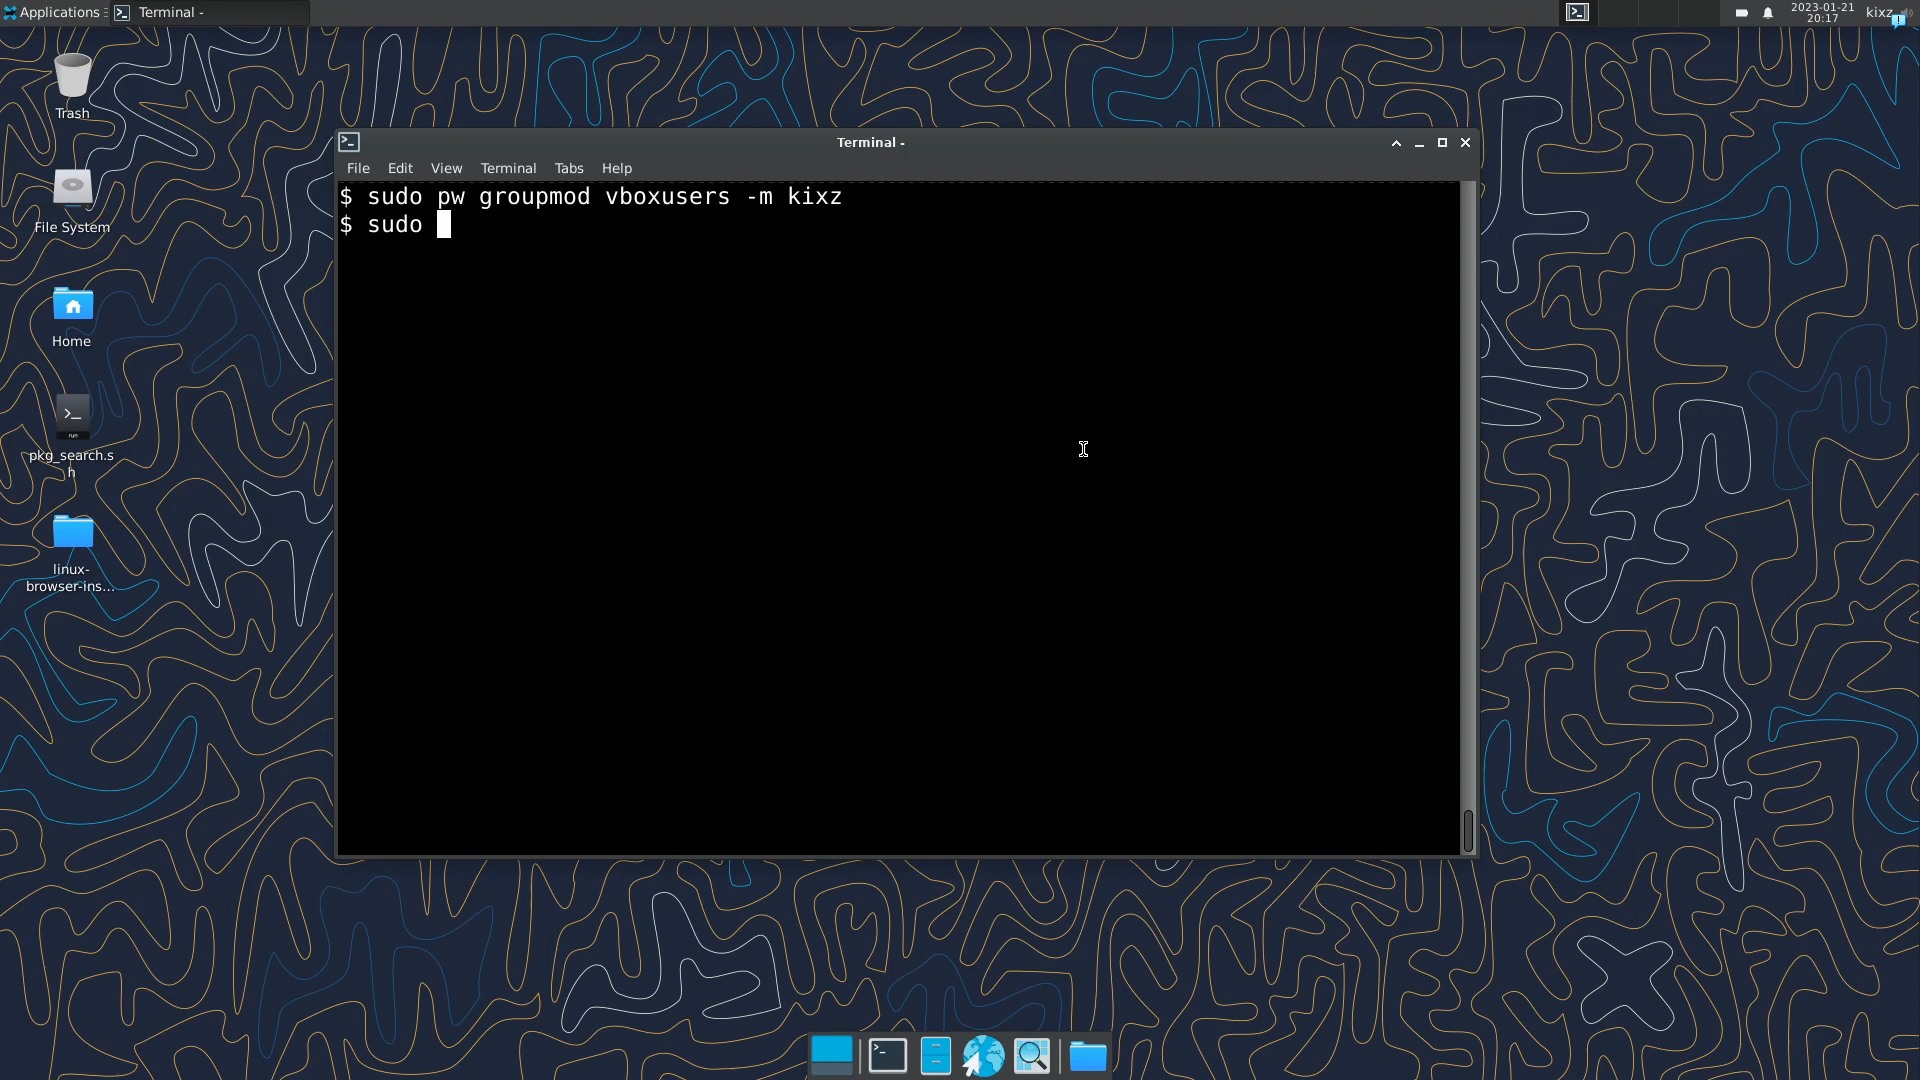 Applications
Terminal -
2023-01-21
20:17
kixz
Trash
File System
Home
pkg_search.s
h
linux-
browser-ins...
Terminal -
File Edit View Terminal Tabs Help
$ sudo pw groupmod vboxusers -m kixz
$ sudo